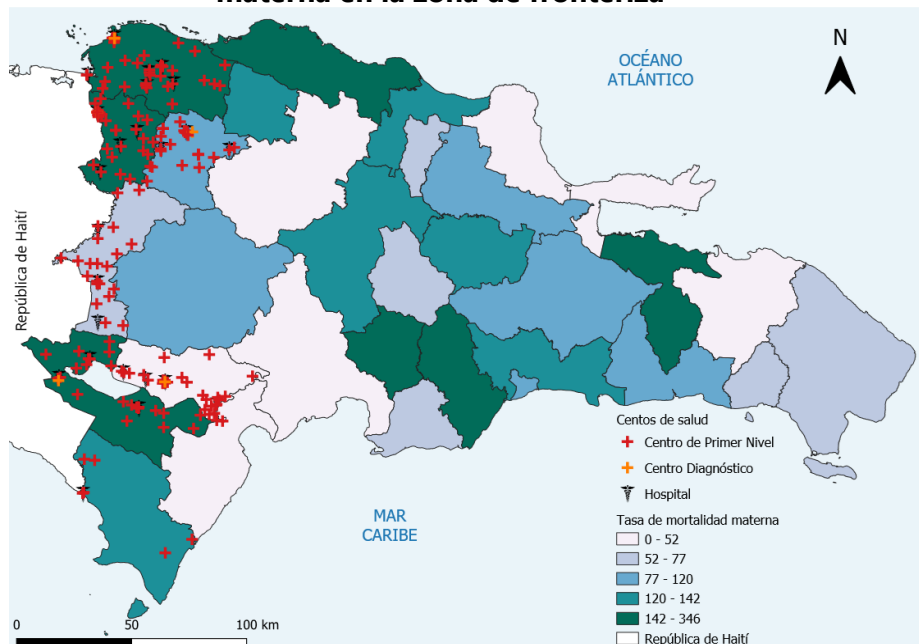 materna en la zona de fronteriza
OCÉANO
ATLÁNTICO
N
República de Haití
MAR
CARIBE
Centos de salud
Centro de Primer Nivel
Centro Diagnóstico
Hospital
Tasa de mortalidad materna
0 - 52
52 - 77
77 - 120
120 - 142
142 - 346
República de Haití
0 50 100 km